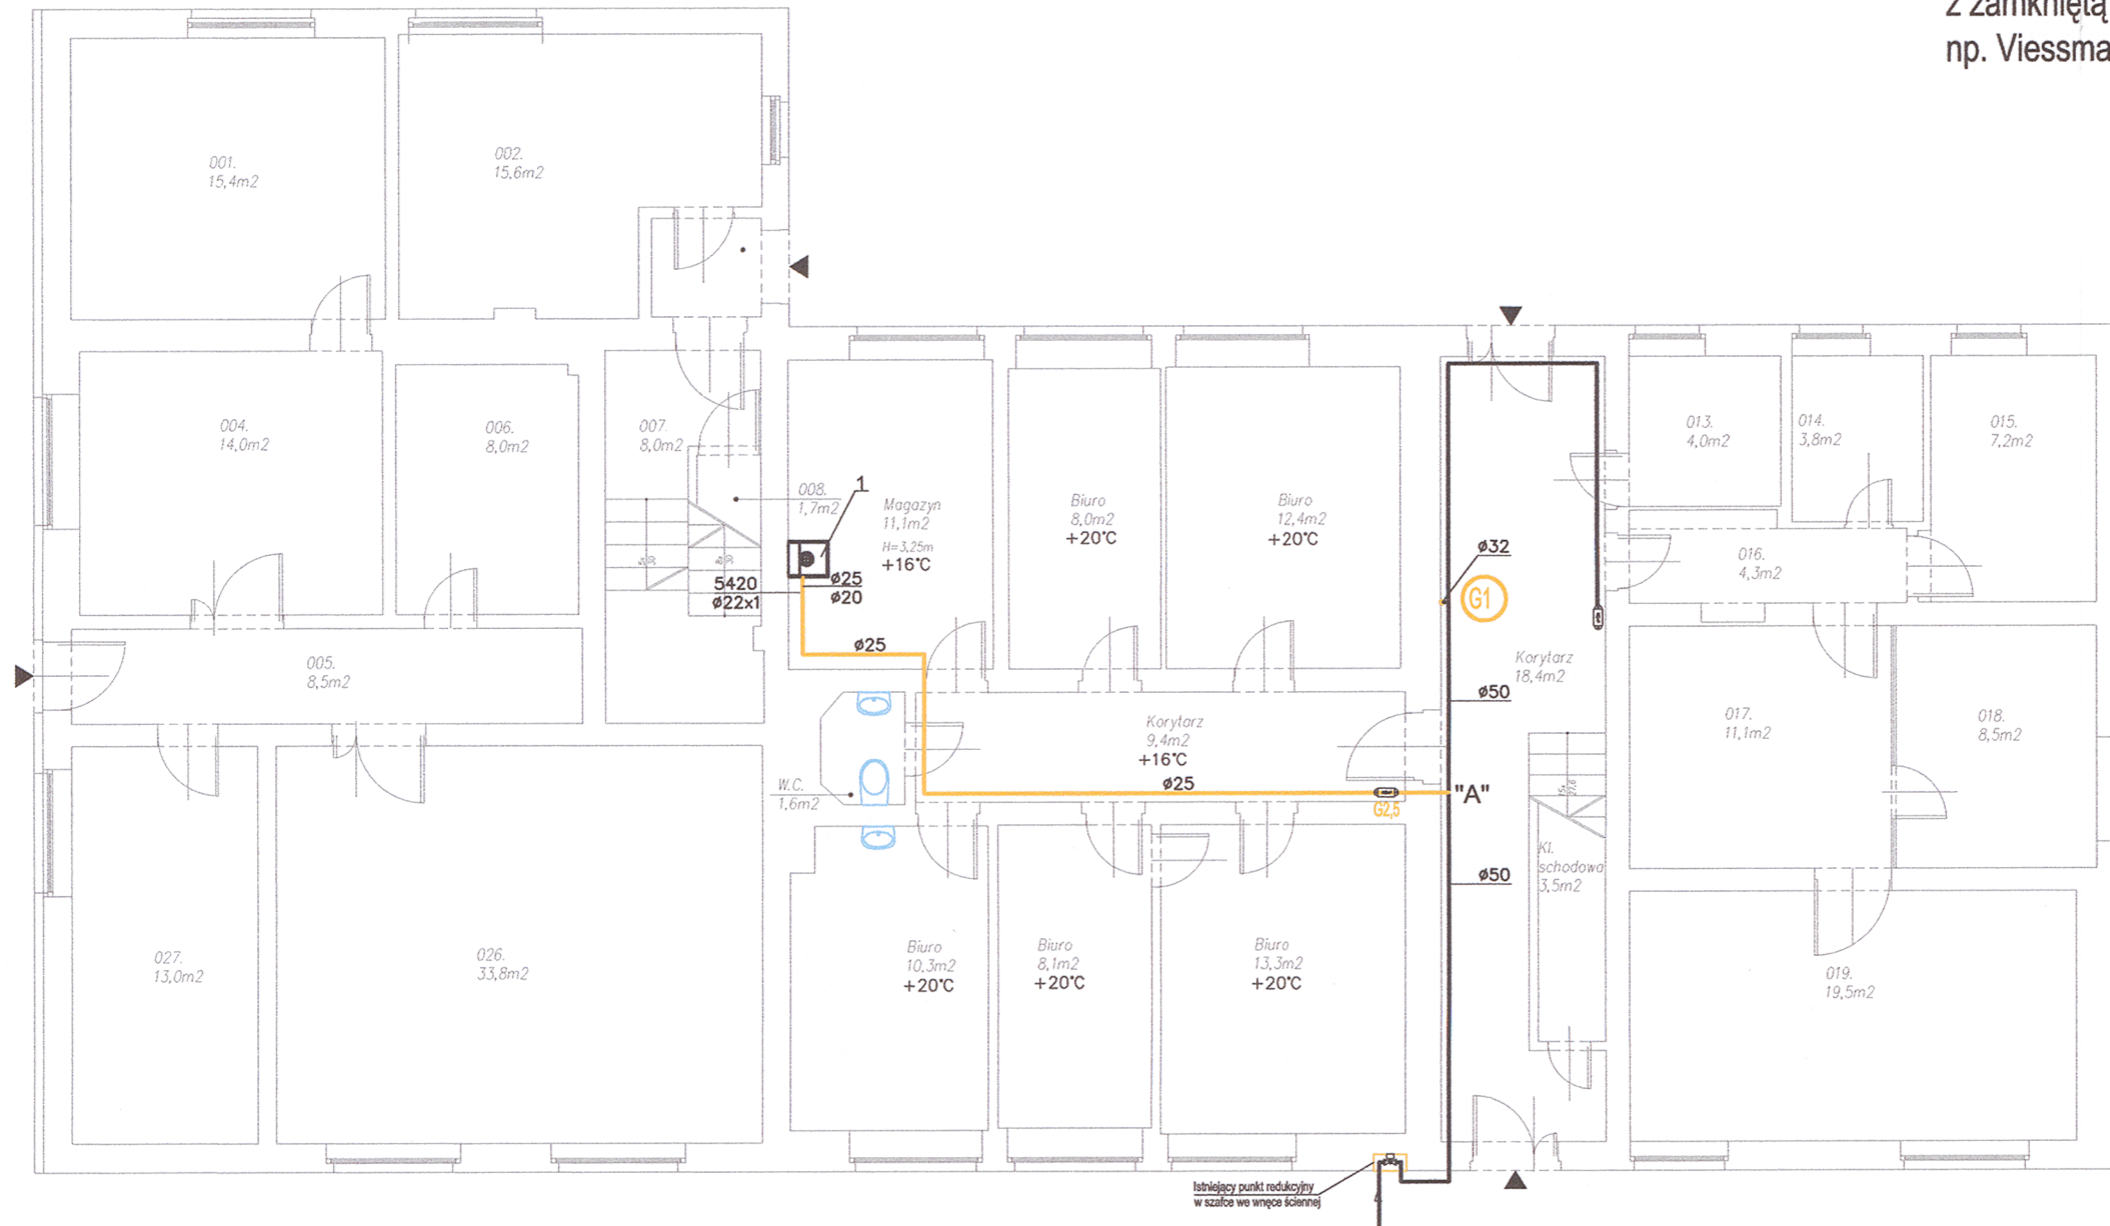 z zamkniętą
np. Viessma
001.
15,4m2
002.
15,6m2
004.
14,0m2
006.
8,0m2
007.
8,0m2
008.
1,7m2
1
Magazyn
11,1m2
H=3,25m
+16°C
Biuro
8,0m2
+20°C
Biuro
12,4m2
+20°C
013.
4,0m2
014.
3,8m2
015.
7,2m2
016.
4,3m2
5420
ø22x1
ø25
ø20
ø32
G1
ø25
005.
8,5m2
Korytarz
18,4m2
ø50
Korytarz
9,4m2
+16°C
ø25
G2,5
"A"
W.C.
1,6m2
017.
11,1m2
018.
8,5m2
Kl.
schodowa
3,5m2
ø50
027.
13,0m2
026.
33,8m2
Biuro
10,3m2
+20°C
Biuro
8,1m2
+20°C
Biuro
13,3m2
+20°C
019.
19,5m2
Istniejący punkt redukcyjny
w szafce we wnęce ściennej